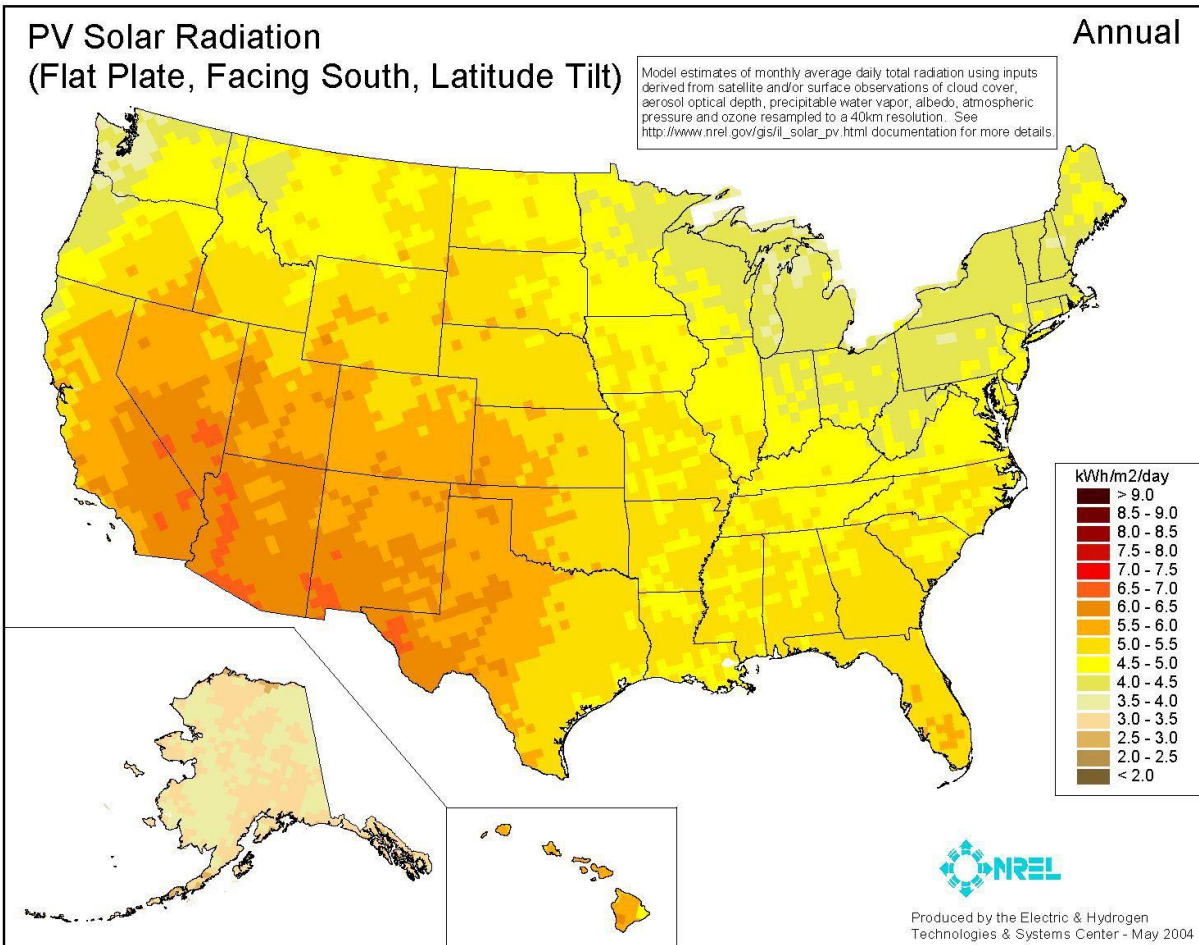 PV Solar Radiation
(Flat Plate, Facing South, Latitude Tilt)
Annual
Model estimates of monthly average daily total radiation using inputs
derived from satellite and/or surface observations of cloud cover,
aerosol optical depth, precipitable water vapor, albedo, atmospheric
pressure and ozone resampled to a 40km resolution. See
http://www.nrel.gov/gis/il_solar_pv.html documentation for more details.
kWh/m2/day
> 9.0
8.5 - 9.0
8.0 - 8.5
7.5 - 8.0
7.0 - 7.5
6.5 - 7.0
6.0 - 6.5
5.5 - 6.0
5.0 - 5.5
4.5 - 5.0
4.0 - 4.5
3.5 - 4.0
3.0 - 3.5
2.5 - 3.0
2.0 - 2.5
< 2.0
NREL
Produced by the Electric & Hydrogen
Technologies & Systems Center - May 2004